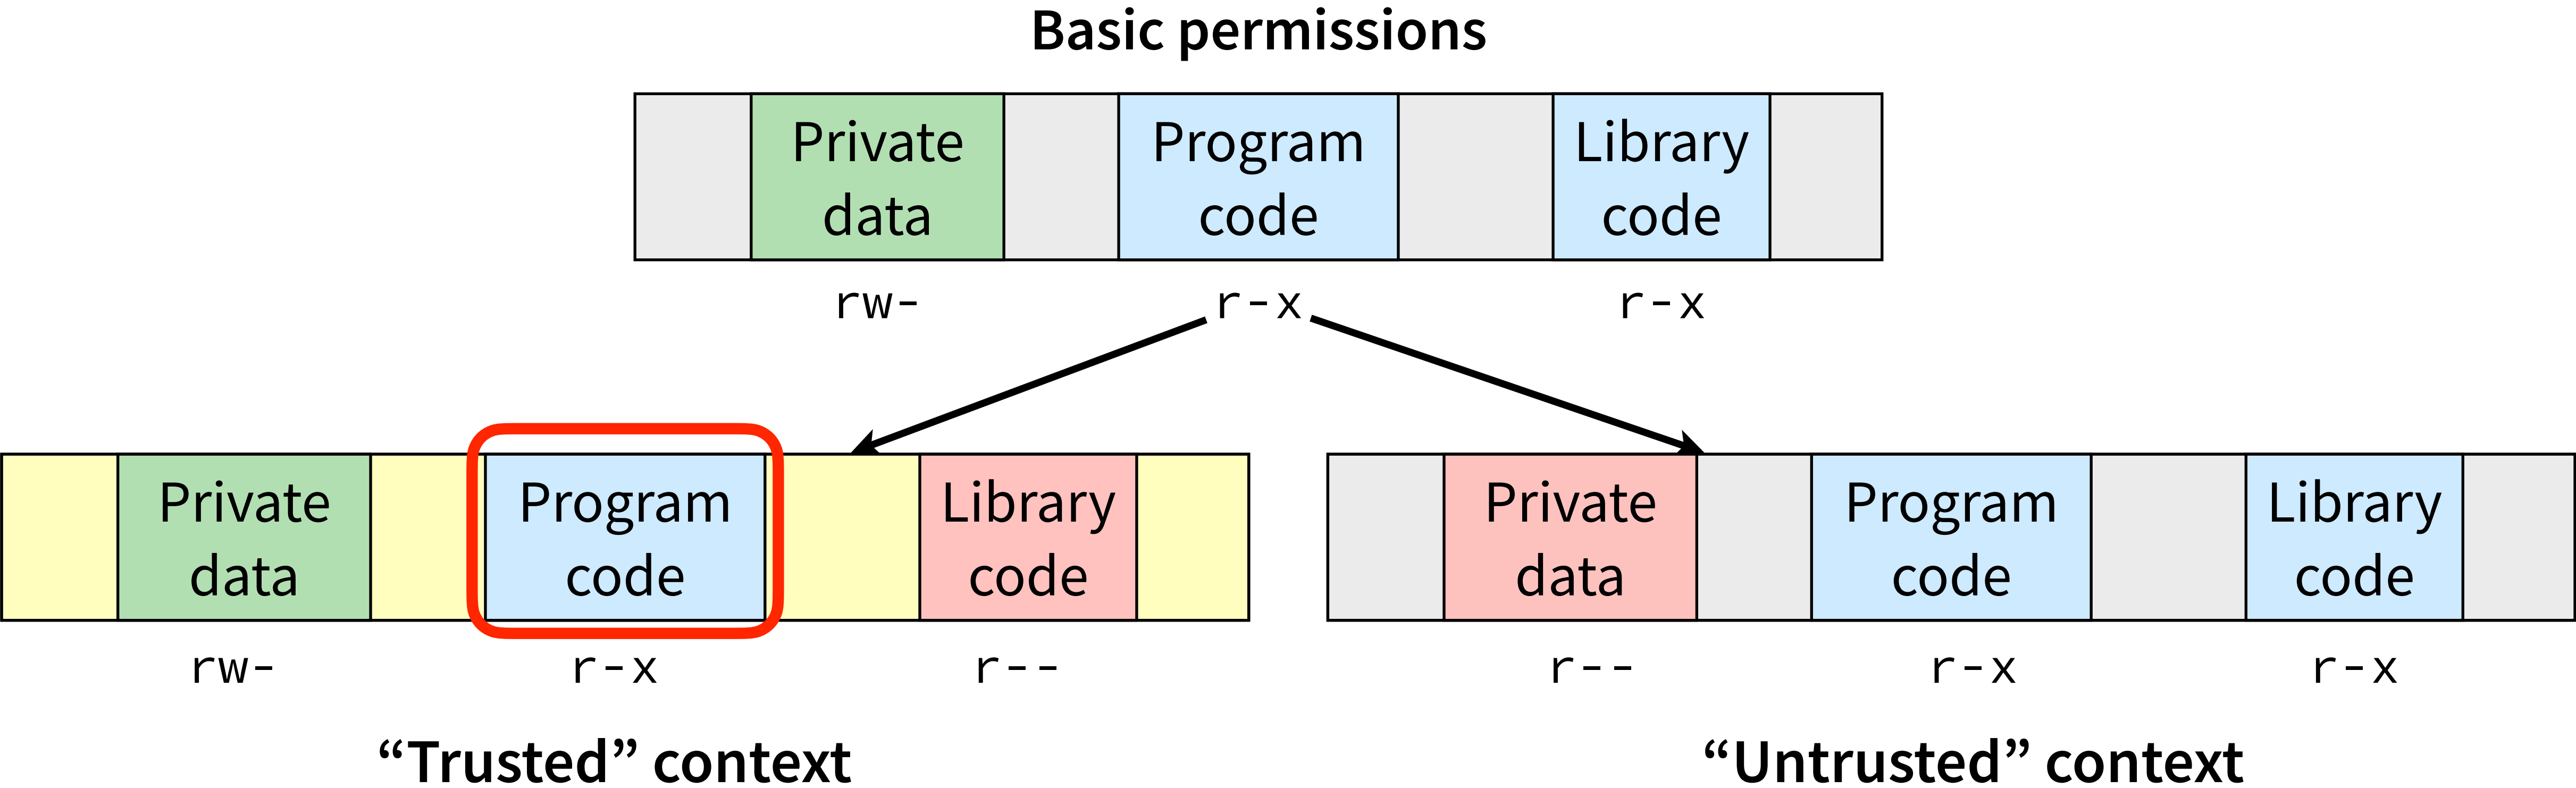 Basic permissions
Private
data
Program
code
Library
code
rw-
r-x
r-x
Private
data
Program
code
Library
code
Private
data
Program
code
Library
code
rw-
r-x
r--
r--
r-x
r-x
“Trusted” context
“Untrusted” context